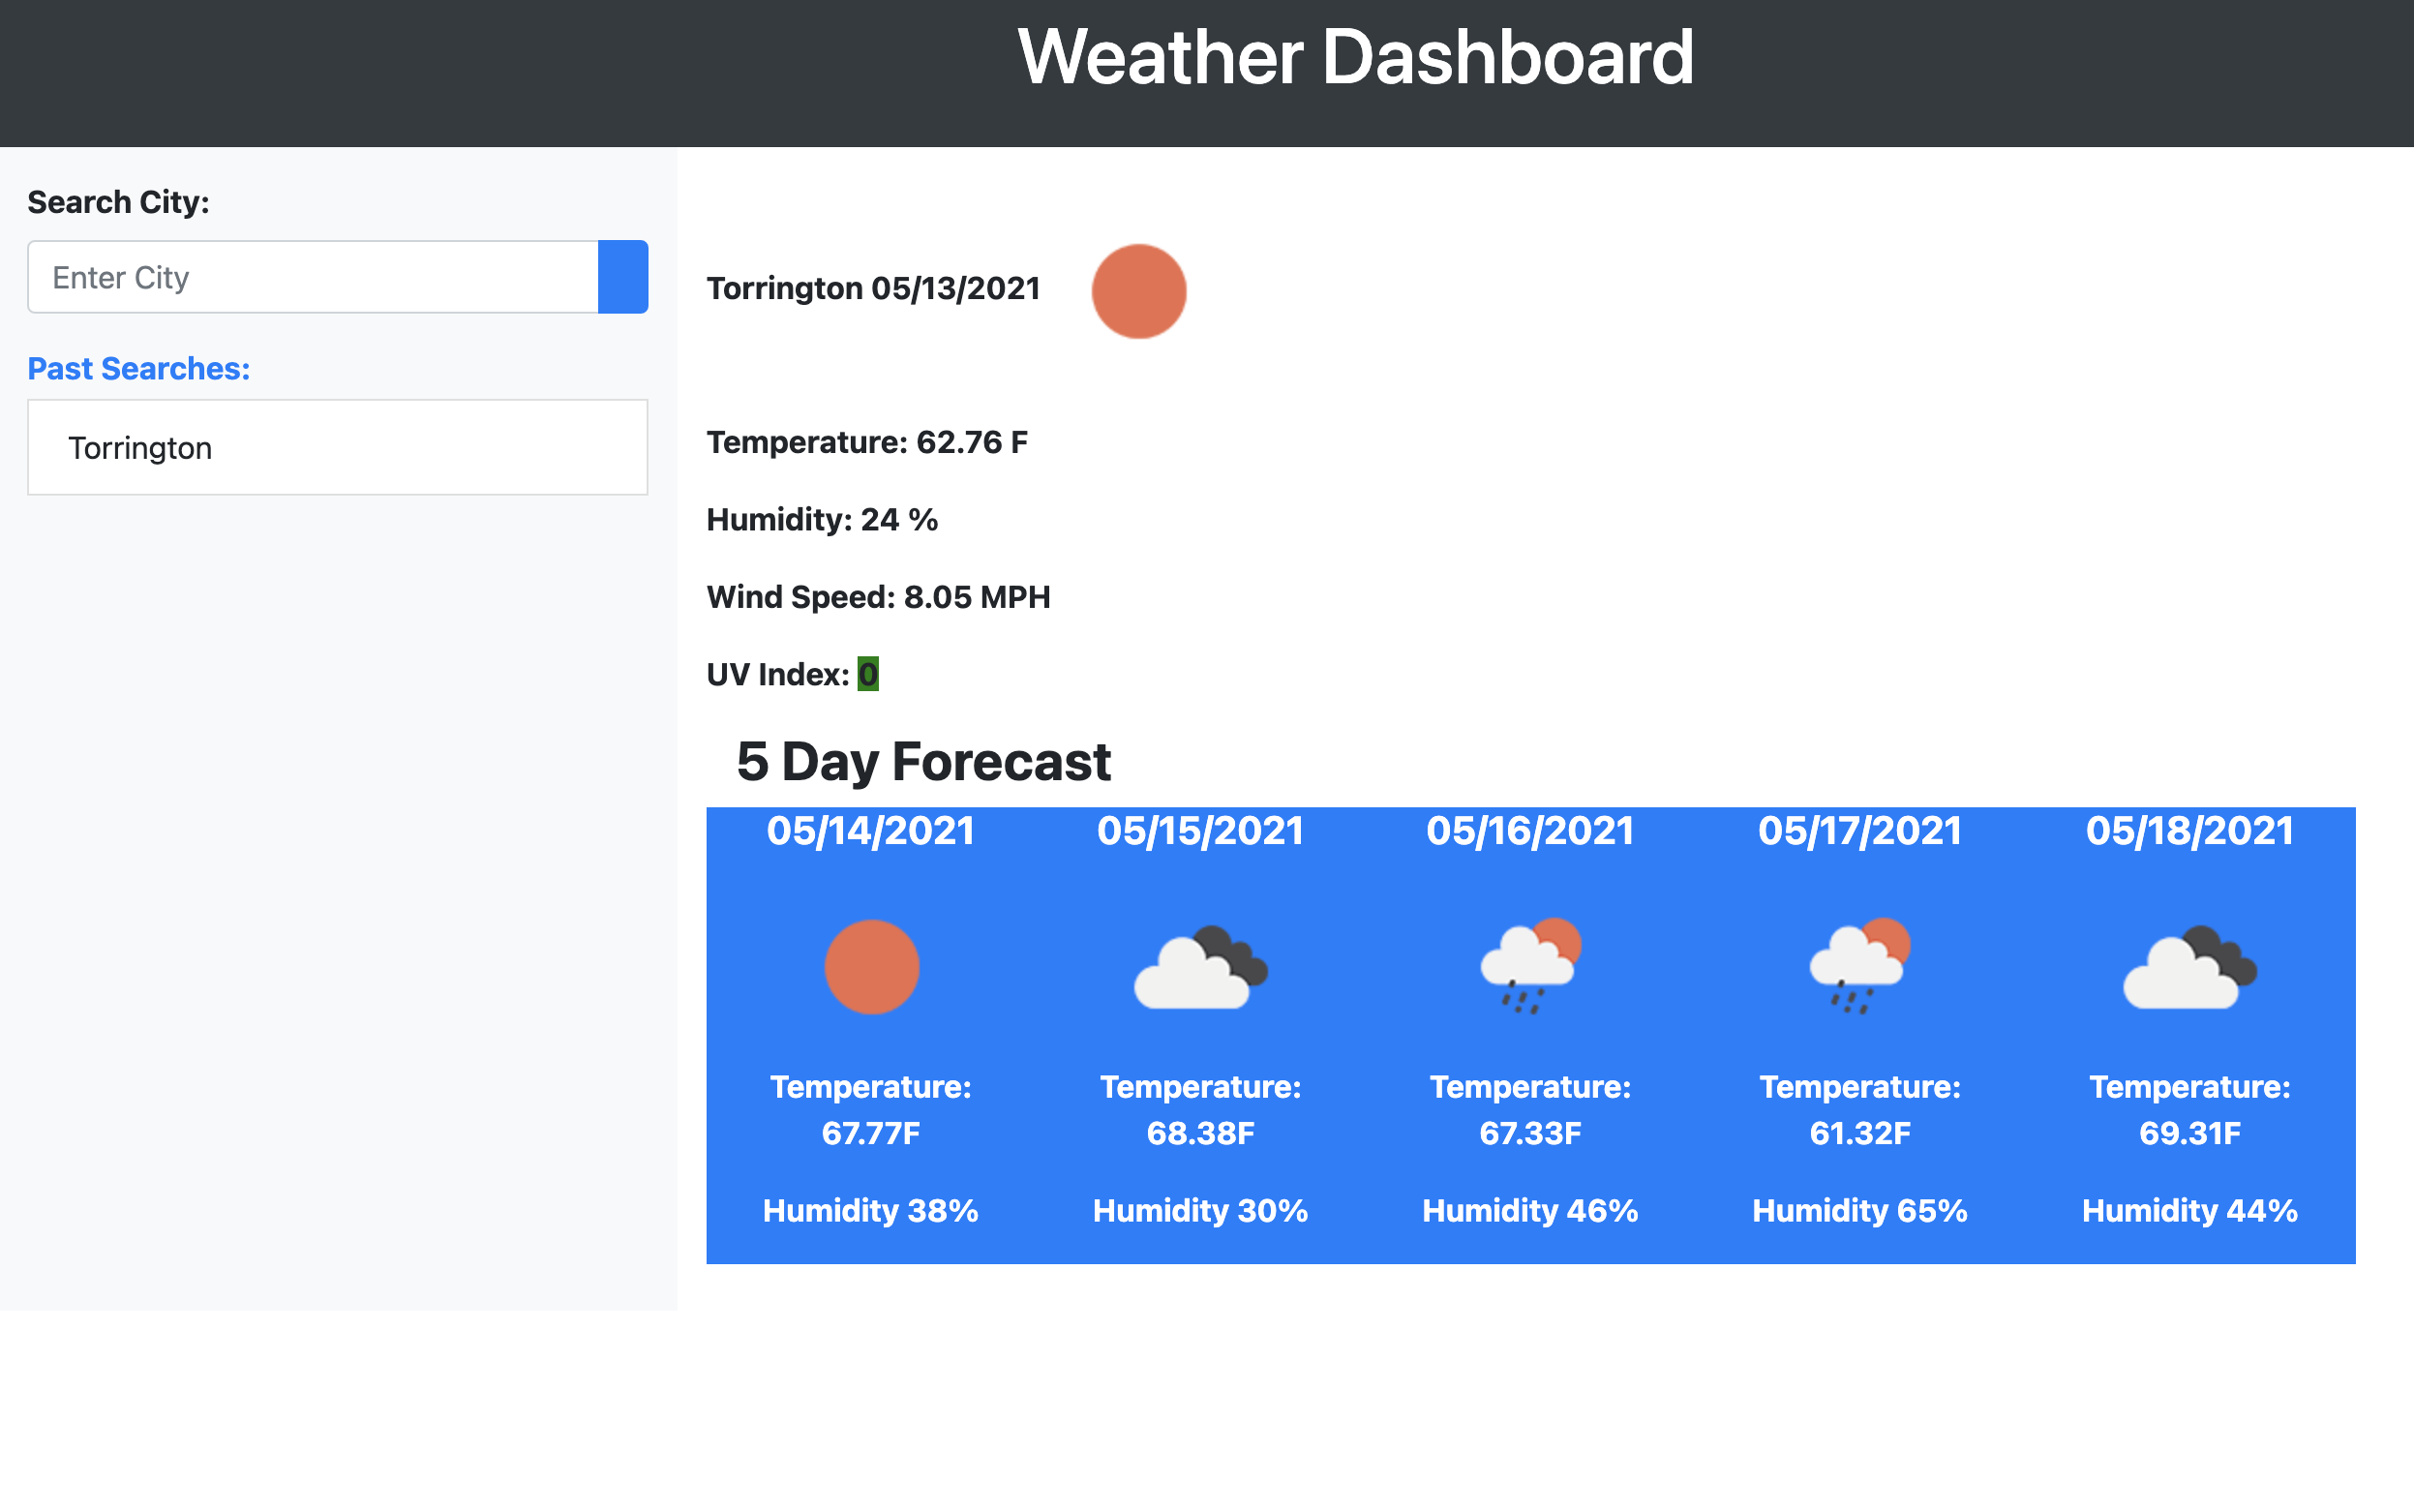 Weather Dashboard
Search City:
Enter City
Past Searches:
Torrington
Torrington 05/13/2021
Temperature: 62.76 F
Humidity: 24 %
Wind Speed: 8.05 MPH
UV Index: 0
5 Day Forecast
05/14/2021
Temperature:
67.77F
Humidity 38%
05/15/2021
Temperature:
68.38F
Humidity 30%
05/16/2021
Temperature:
67.33F
Humidity 46%
05/17/2021
Temperature:
61.32F
Humidity 65%
05/18/2021
Temperature:
69.31F
Humidity 44%